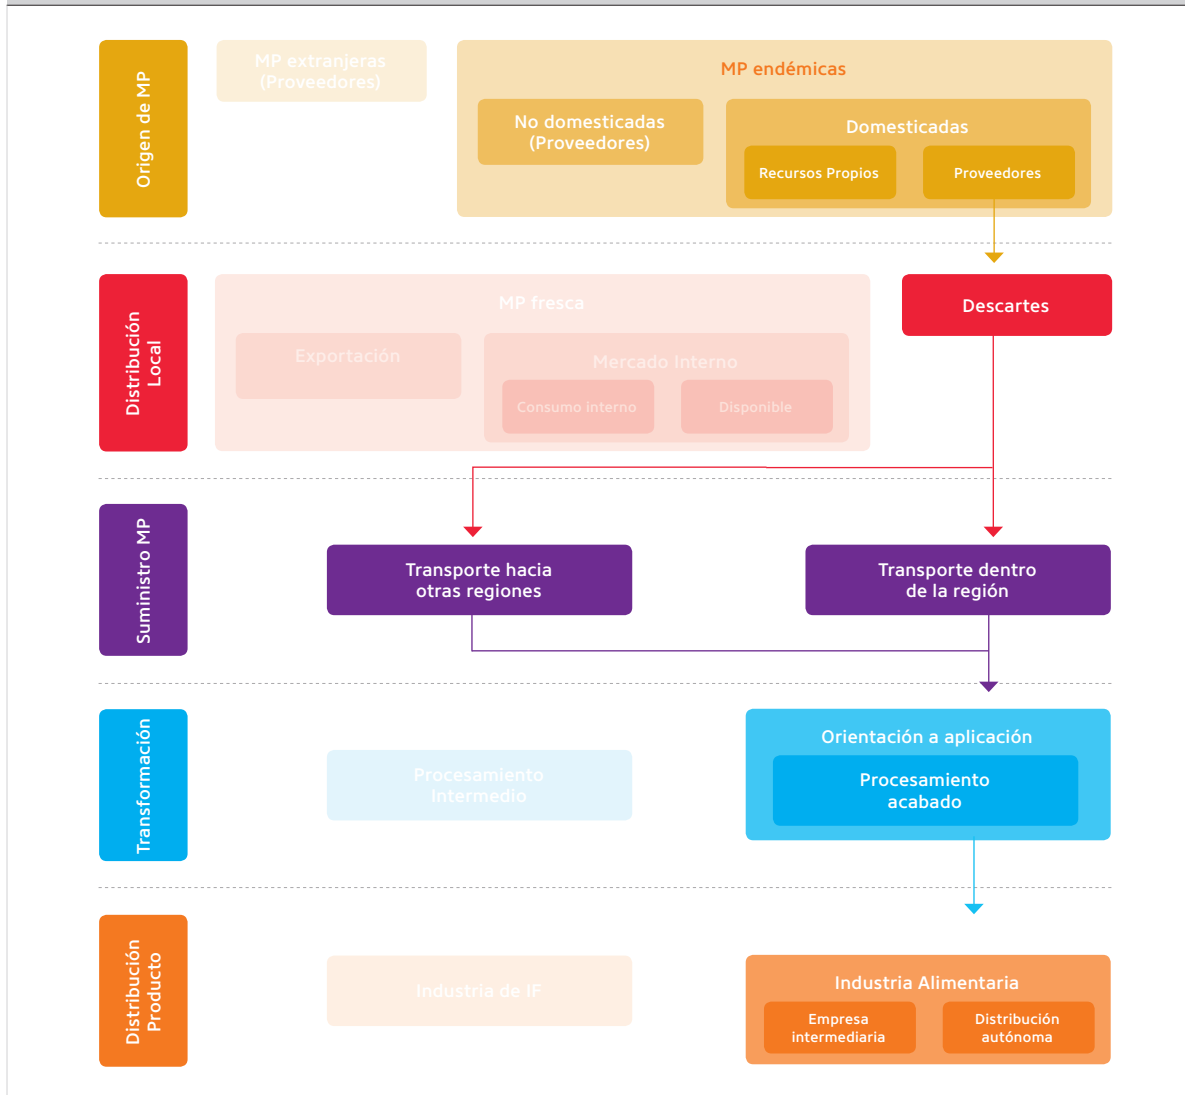 Origen de MP
MP extranjeras
(Proveedores)
MP endémicas
No domesticadas
(Proveedores)
Domesticadas
Recursos Propios
Proveedores
Distribución
Local
MP fresca
Exportación
Mercado Interno
Consumo interno
Disponible
Descartes
Suministro MP
Transporte hacia
otras regiones
Transporte dentro
de la región
Transformación
Procesamiento
Intermedio
Orientación a aplicación
Procesamiento
acabado
Distribución
Producto
Industria de IF
Industria Alimentaria
Empresa
intermediaria
Distribución
autónoma